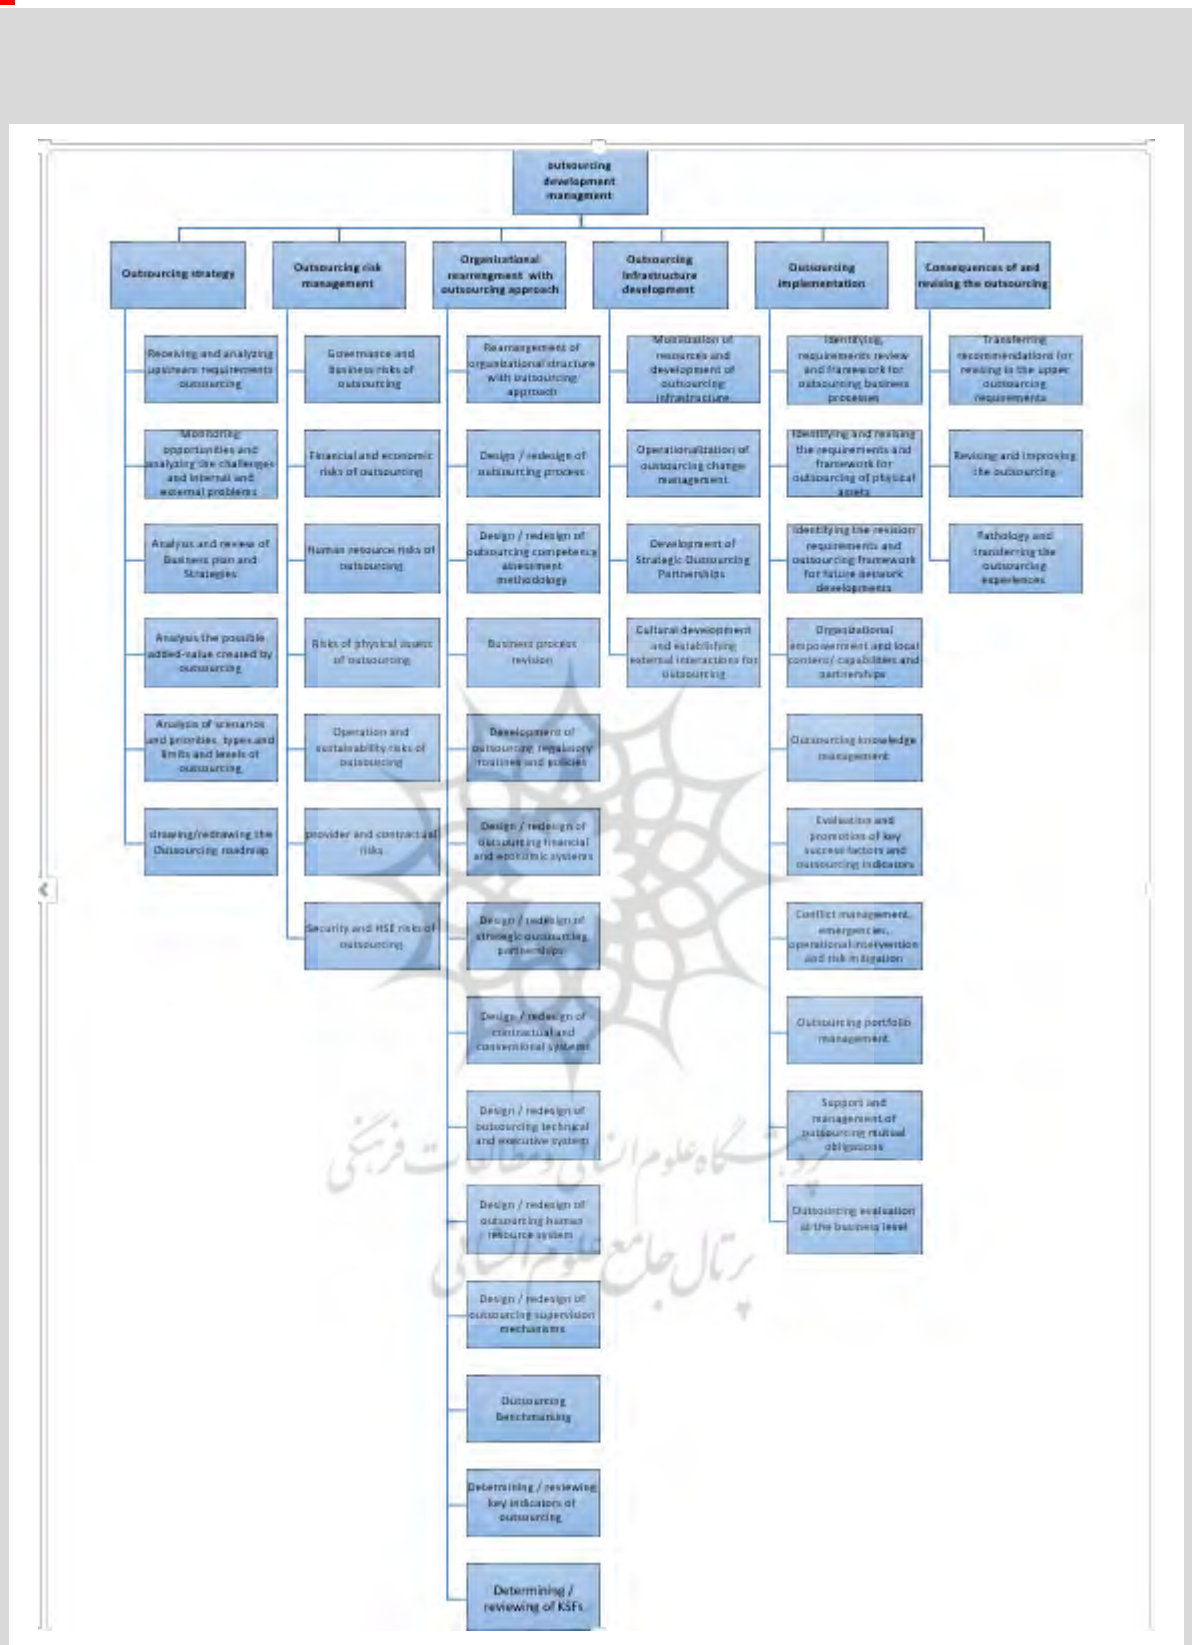 outsourcing
development
managment
Outsourcing strategy
Outsourcing risk
management
Organizational
rearrengment with
outsourcing approach
Outsourcing
infrastructure
development
Outsourcing
implementation
Consequences of and
revising the outsourcing
Receiving and analyzing
upstream requirements
outsourcing
Monitoring
opportunities and
analyzing the challenges
and internal and
external problems
Analysis and review of
Business plan and
Strategies
Analysis the possible
added-value created by
outsourcing
Analysis of scenarios
and priorities, types and
limits and levels of
outsourcing
drawing/redrawing the
Outsourcing roadmap
Governance and
business risks of
outsourcing
Financial and economic
risks of outsourcing
Human resource risks of
outsourcing
Risks of physical assets
of outsourcing
Operation and
sustainability risks of
outsourcing
provider and contractual
risks
Security and HSE risks of
outsourcing
Rearrangement of
organizational structure
with outsourcing
approach
Design / redesign of
outsourcing process
Design / redesign of
outsourcing competence
assessment
methodology
Business process
revision
Development of
outsourcing regulatory
routines and policies
Design / redesign of
outsourcing financial
and economic systems
Design / redesign of
strategic outsourcing
partnerships
Design / redesign of
contractual and
conventional systems
Design / redesign of
outsourcing technical
and executive system
Design / redesign of
outsourcing human
resource system
Design / redesign of
outsourcing supervision
mechanisms
Outsourcing
Benchmarking
Determining / reviewing
key indicators of
outsourcing
Determining /
reviewing of KSFs
Mobilization of
resources and
development of
outsourcing
infrastructure
Operationalization of
outsourcing change
management
Development of
Strategic Outsourcing
Partnerships
Cultural development
and establishing
external interactions for
outsourcing
Identifying,
requirements review
and framework for
outsourcing business
processes
Identifying and revising
the requirements and
framework for
outsourcing of physical
assets
Identifying the revision
requirements and
outsourcing framework
for future network
developments
Organizational
empowerment and local
content/ capabilities and
partnerships
Outsourcing knowledge
management
Evaluation and
promotion of key
success factors and
outsourcing indicators
Conflict management,
emergencies,
operational intervention
and risk mitigation
Outsourcing portfolio
management
Support and
management of
outsourcing mutual
obligations
Outsourcing evaluation
at the business level
Transferring
recommendations for
revising in the upper
outsourcing
requirements
Revising and improving
the outsourcing
Pathology and
transferring the
outsourcing
experiences
پژوهشگاه علوم انسانی و مطالعات فرهنگی
پرتال جامع علوم انسانی